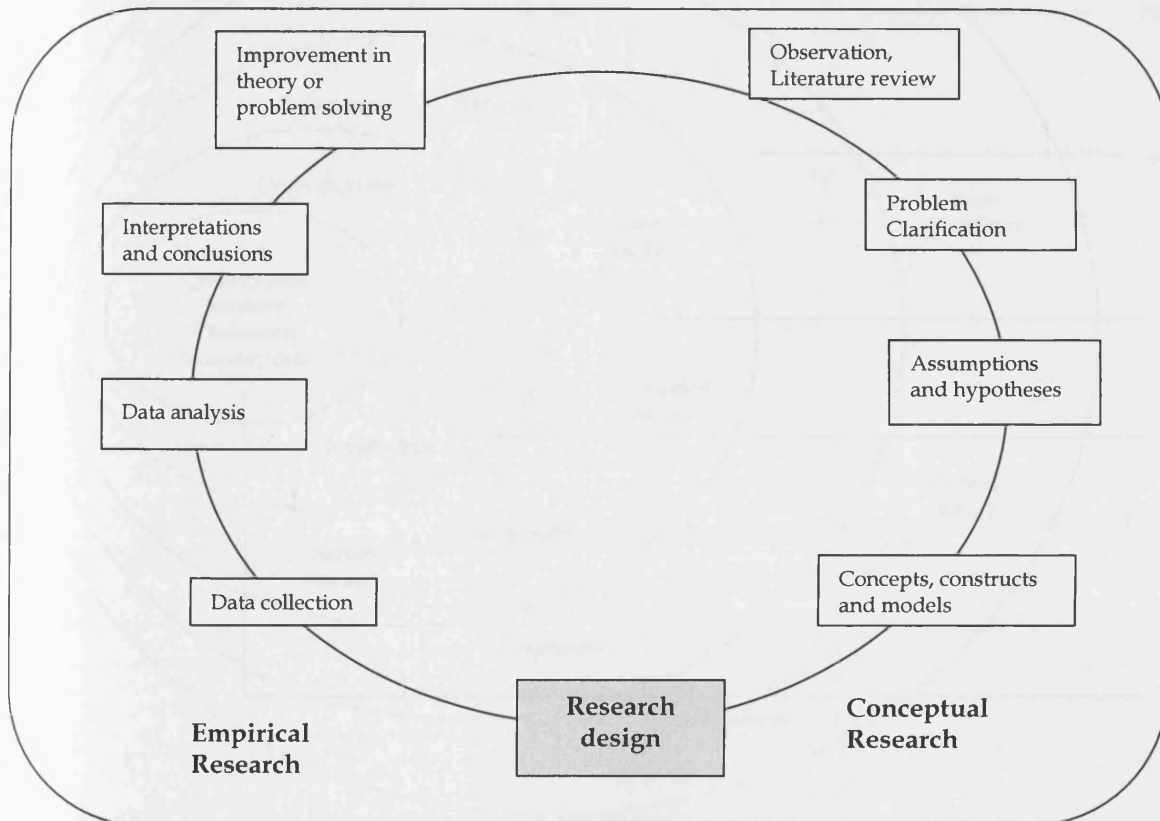 Improvement in
theory or
problem solving
Observation,
Literature review
Problem
Clarification
Assumptions
and hypotheses
Concepts, constructs
and models
Research
design
Data collection
Data analysis
Interpretations
and conclusions
Empirical
Research
Conceptual
Research